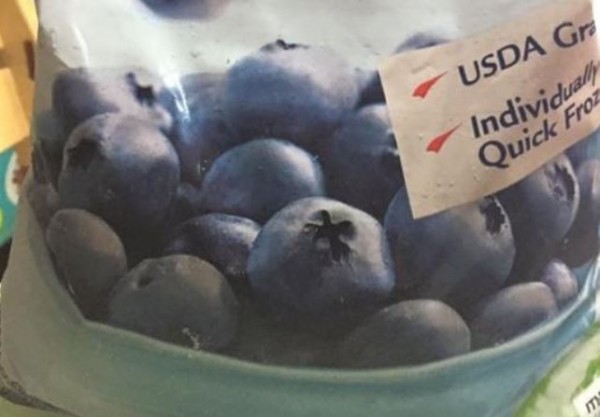 USDA Gra
Individually
Quick Froz